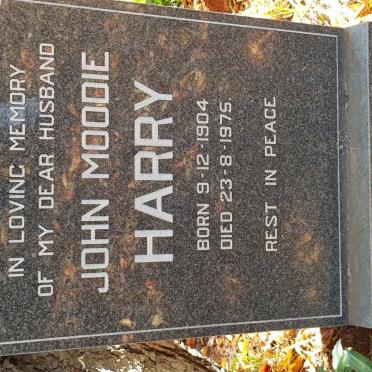 IN LOVING MEMORY
OF MY DEAR HUSBAND
JOHN MOODIE
HARRY
BORN 9·12·1904
DIED 23·8·1975
REST IN PEACE